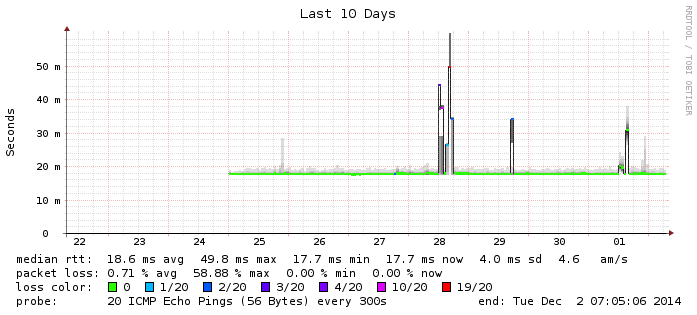 Last 10 Days
RRDTOOL / TOBI OETIKER
Seconds
50 m
40 m
30 m
20 m
10 m
0
22 23 24 25 26 27 28 29 30 01
median rtt: 18.6 ms avg 49.8 ms max 17.7 ms min 17.7 ms now 4.0 ms sd 4.6 am/s
packet loss: 0.71 % avg 58.88 % max 0.00 % min 0.00 % now
loss color: 0 1/20 2/20 3/20 4/20 10/20 19/20
probe: 20 ICMP Echo Pings (56 Bytes) every 300s end: Tue Dec 2 07:05:06 2014